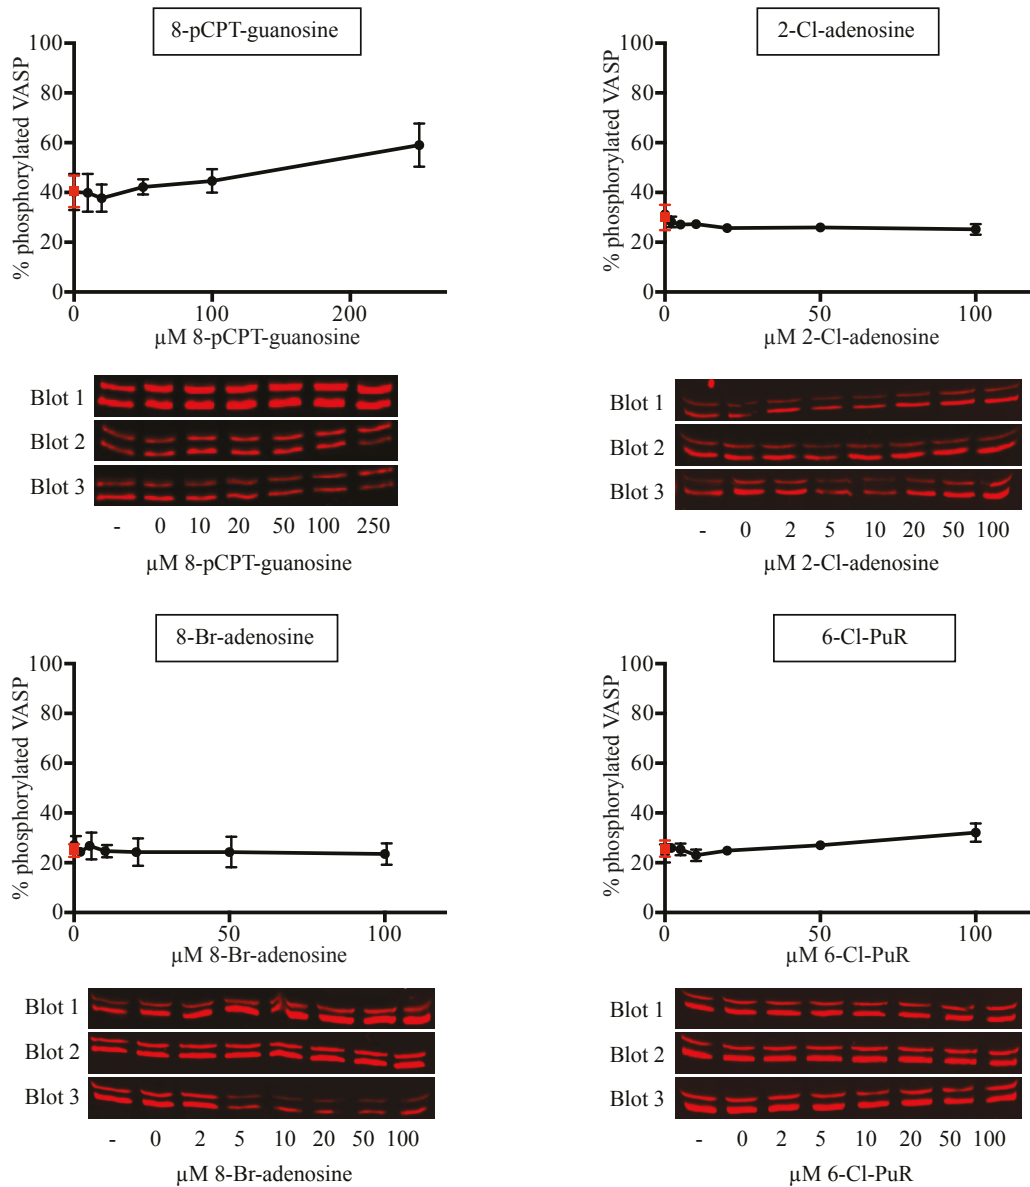 8-pCPT-guanosine
% phosphorylated VASP
100
80
60
40
20
0
0 100 200
µM 8-pCPT-guanosine
Blot 1
Blot 2
Blot 3
- 0 10 20 50 100 250
µM 8-pCPT-guanosine
2-Cl-adenosine
% phosphorylated VASP
100
80
60
40
20
0
0 50 100
µM 2-Cl-adenosine
Blot 1
Blot 2
Blot 3
- 0 2 5 10 20 50 100
µM 2-Cl-adenosine
8-Br-adenosine
% phosphorylated VASP
100
80
60
40
20
0
0 50 100
µM 8-Br-adenosine
Blot 1
Blot 2
Blot 3
- 0 2 5 10 20 50 100
µM 8-Br-adenosine
6-Cl-PuR
% phosphorylated VASP
100
80
60
40
20
0
0 50 100
µM 6-Cl-PuR
Blot 1
Blot 2
Blot 3
- 0 2 5 10 20 50 100
µM 6-Cl-PuR